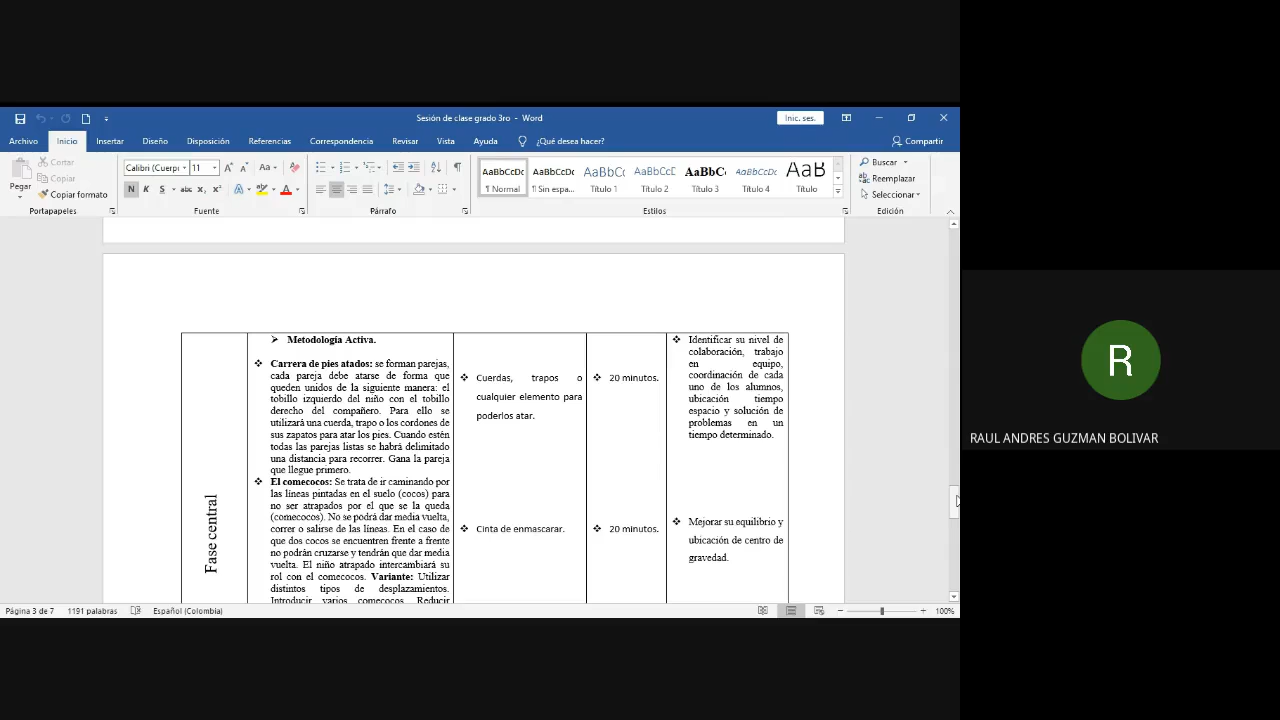 Sesión de clase grado 3ro - Word
Inic. ses.
Archivo Inicio Insertar Diseño Disposición Referencias Correspondencia Revisar Vista Ayuda ¿Qué desea hacer? Compartir
Pegar
Cortar
Copiar
Copiar formato
Portapapeles
Calibri (Cuerp 11
Aa
N K S abc x₂ x² A A
Fuente
Párrafo
AaBbCcDc AaBbCcDc AaBbCc AaBbCcE AaBbC AaBbCcDc AaB
¶ Normal ¶ Sin espa... Título 1 Título 2 Título 3 Título 4 Título
Estilos
Buscar
Reemplazar
Seleccionar
Edición
Fase central
Metodología Activa.
Carrera de pies atados: se forman parejas,
cada pareja debe atarse de forma que
queden unidos de la siguiente manera: el
tobillo izquierdo del niño con el tobillo
derecho del compañero. Para ello se
utilizará una cuerda, trapo o los cordones de
sus zapatos para atar los pies. Cuando estén
todas las parejas listas se habrá delimitado
una distancia para recorrer. Gana la pareja
que llegue primero.
El comecocos: Se trata de ir caminando por
las líneas pintadas en el suelo (cocos) para
no ser atrapados por el que se la queda
(comecocos). No se podrá dar media vuelta,
correr o salirse de las líneas. En el caso de
que dos cocos se encuentren frente a frente
no podrán cruzarse y tendrán que dar media
vuelta. El niño atrapado intercambiará su
rol con el comecocos. Variante: Utilizar
distintos tipos de desplazamientos.
Introducir varios comecocos. Reducir
Cuerdas, trapos o
cualquier elemento para
poderlos atar.
Cinta de enmascarar.
20 minutos.
20 minutos.
Identificar su nivel de
colaboración, trabajo
en equipo,
coordinación de cada
uno de los alumnos,
ubicación tiempo
espacio y solución de
problemas en un
tiempo determinado.
Mejorar su equilibrio y
ubicación de centro de
gravedad.
Página 3 de 7 1191 palabras Español (Colombia) 100%
R
RAUL ANDRES GUZMAN BOLIVAR